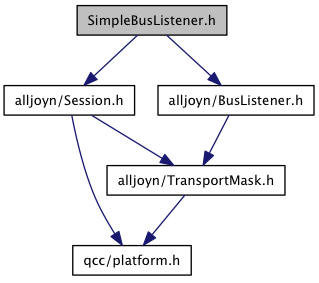 SimpleBusListener.h
alljoyn/Session.h
alljoyn/BusListener.h
alljoyn/TransportMask.h
qcc/platform.h